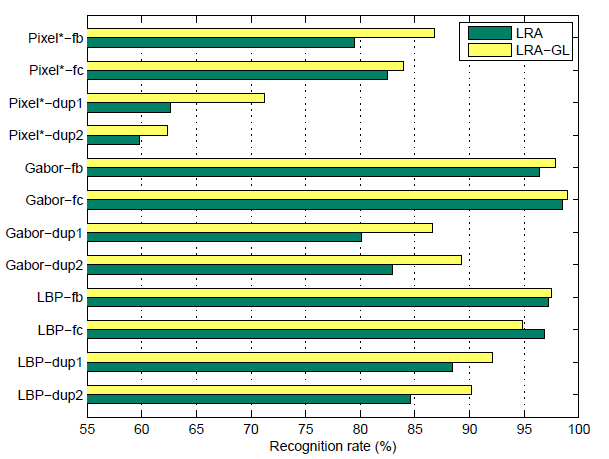 LRA
LRA−GL
Pixel*−fb
Pixel*−fc
Pixel*−dup1
Pixel*−dup2
Gabor−fb
Gabor−fc
Gabor−dup1
Gabor−dup2
LBP−fb
LBP−fc
LBP−dup1
LBP−dup2
55 60 65 70 75 80 85 90 95 100
Recognition rate (%)